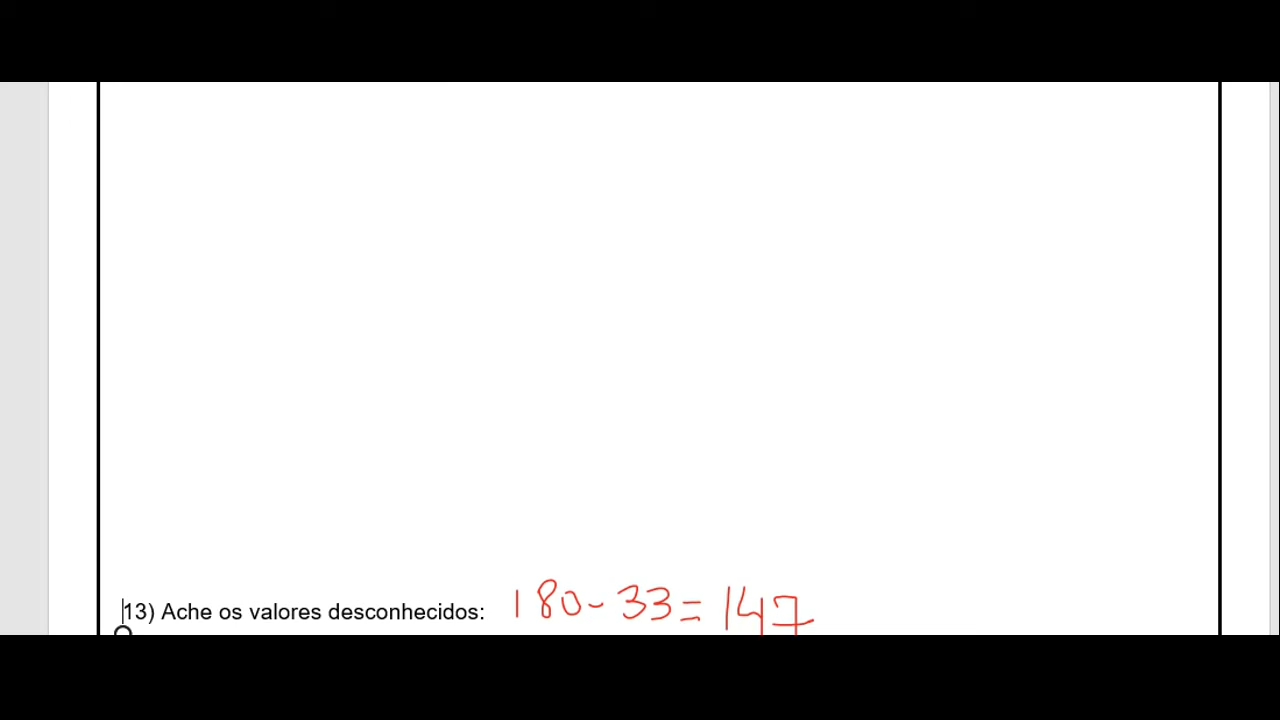 13) Ache os valores desconhecidos: 180-33=147